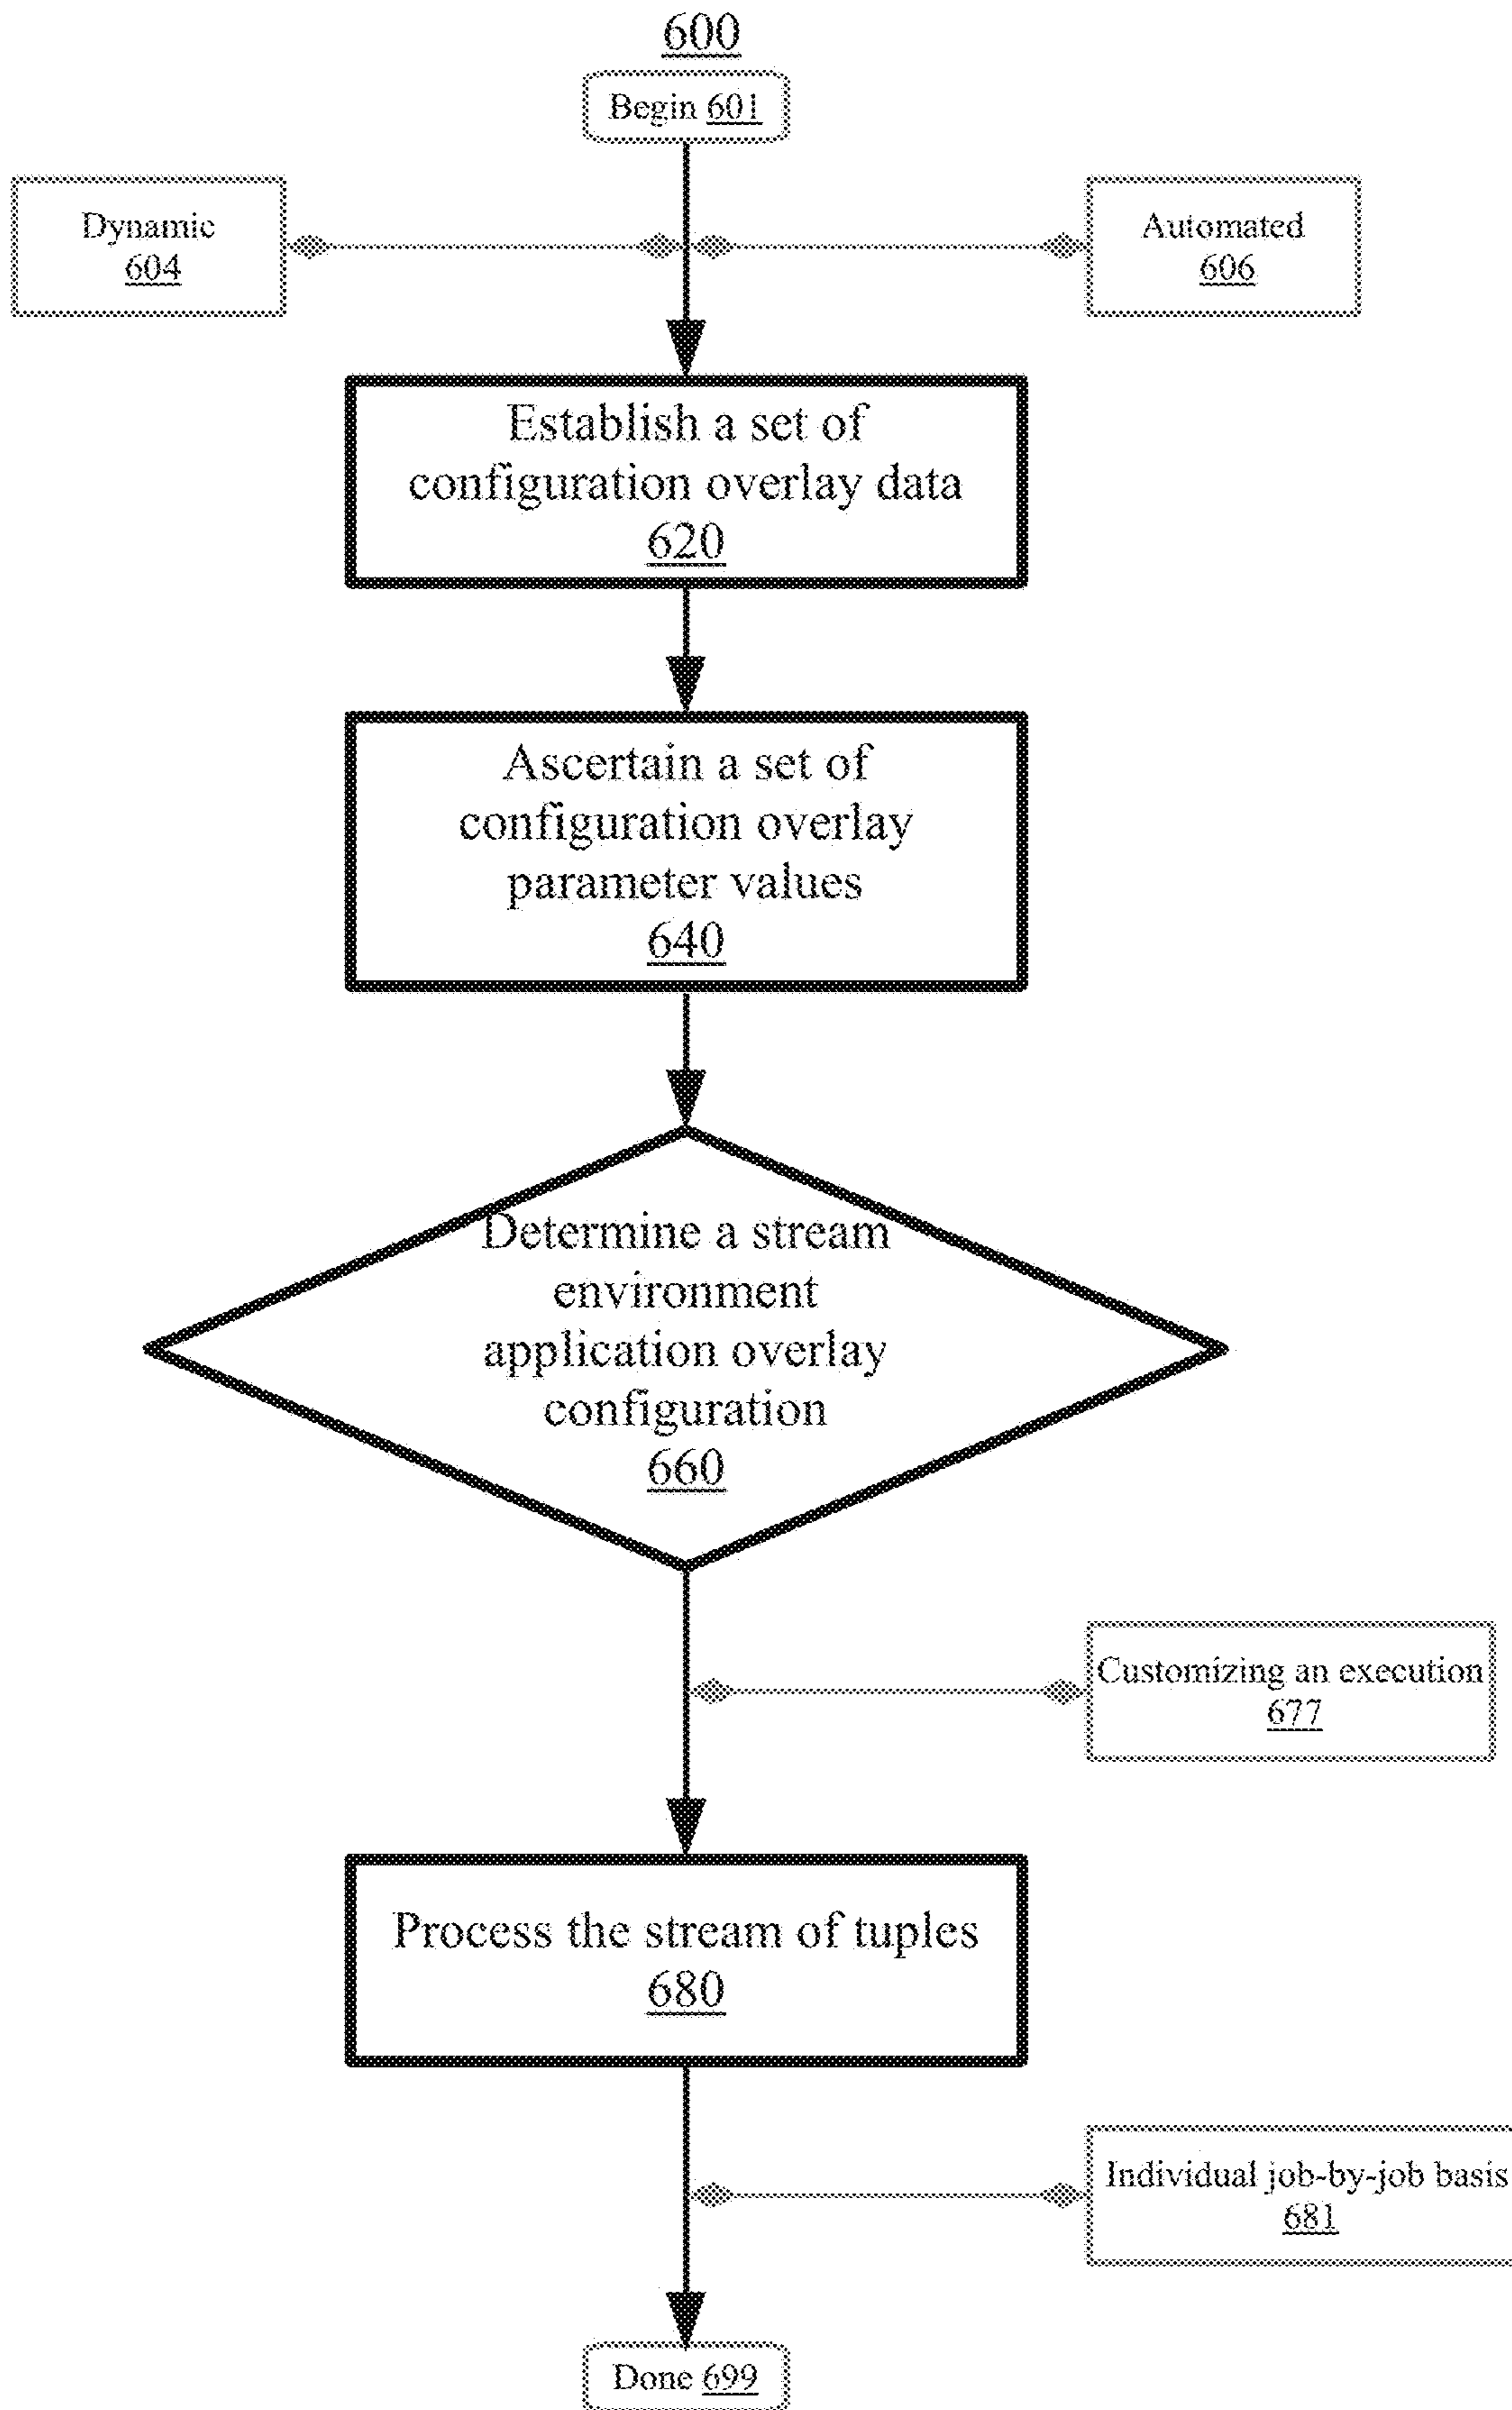 600
Begin 601
Dynamic
604
Automated
606
Establish a set of
configuration overlay data
620
Ascertain a set of
configuration overlay
parameter values
640
Determine a stream
environment
application overlay
configuration
660
Customizing an execution
677
Process the stream of tuples
680
Individual job-by-job basis
681
Done 699